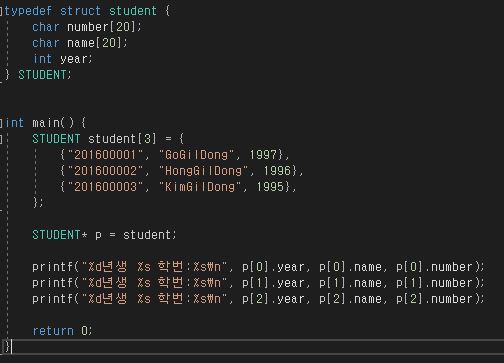 typedef struct student {
char number[20];
char name[20];
int year;
} STUDENT;
int main() {
STUDENT student[3] = {
{"201600001", "GoGilDong", 1997},
{"201600002", "HongGilDong", 1996},
{"201600003", "KimGilDong", 1995},
};
STUDENT* p = student;
printf("%d년생 %s 학번:%s₩n", p[0].year, p[0].name, p[0].number);
printf("%d년생 %s 학번:%s₩n", p[1].year, p[1].name, p[1].number);
printf("%d년생 %s 학번:%s₩n", p[2].year, p[2].name, p[2].number);
return 0;
}